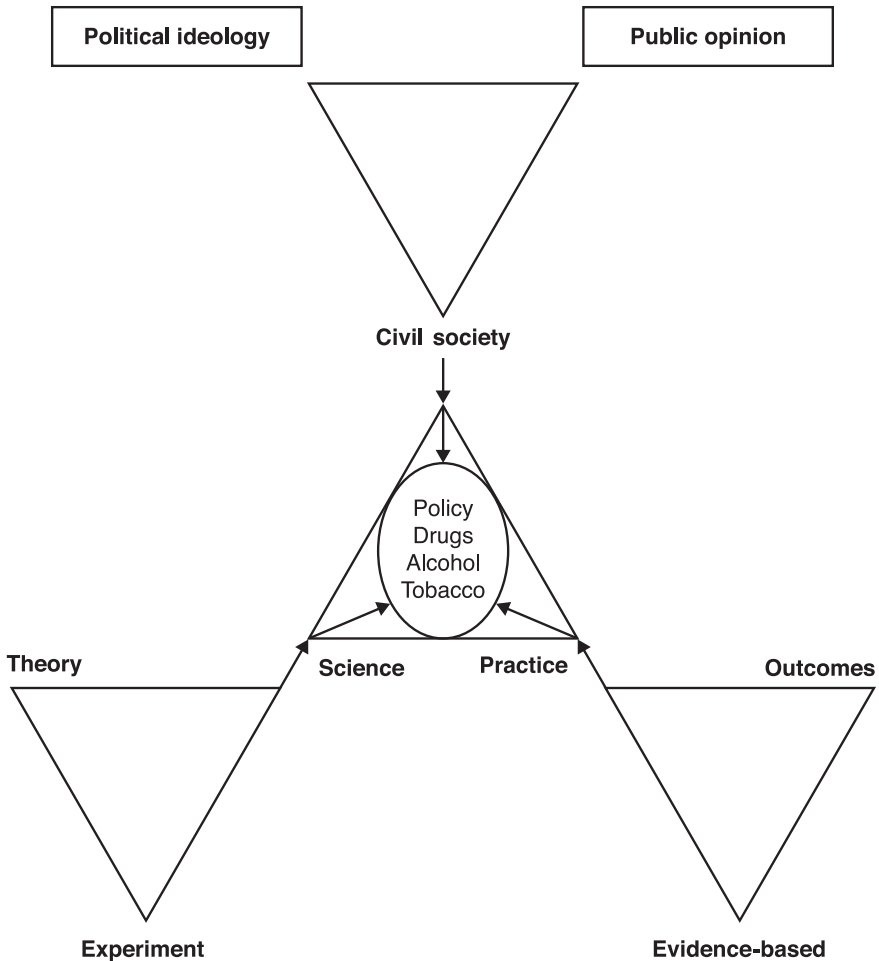 Political ideology
Public opinion
Civil society
Policy
Drugs
Alcohol
Tobacco
Theory
Science
Practice
Outcomes
Experiment
Evidence-based